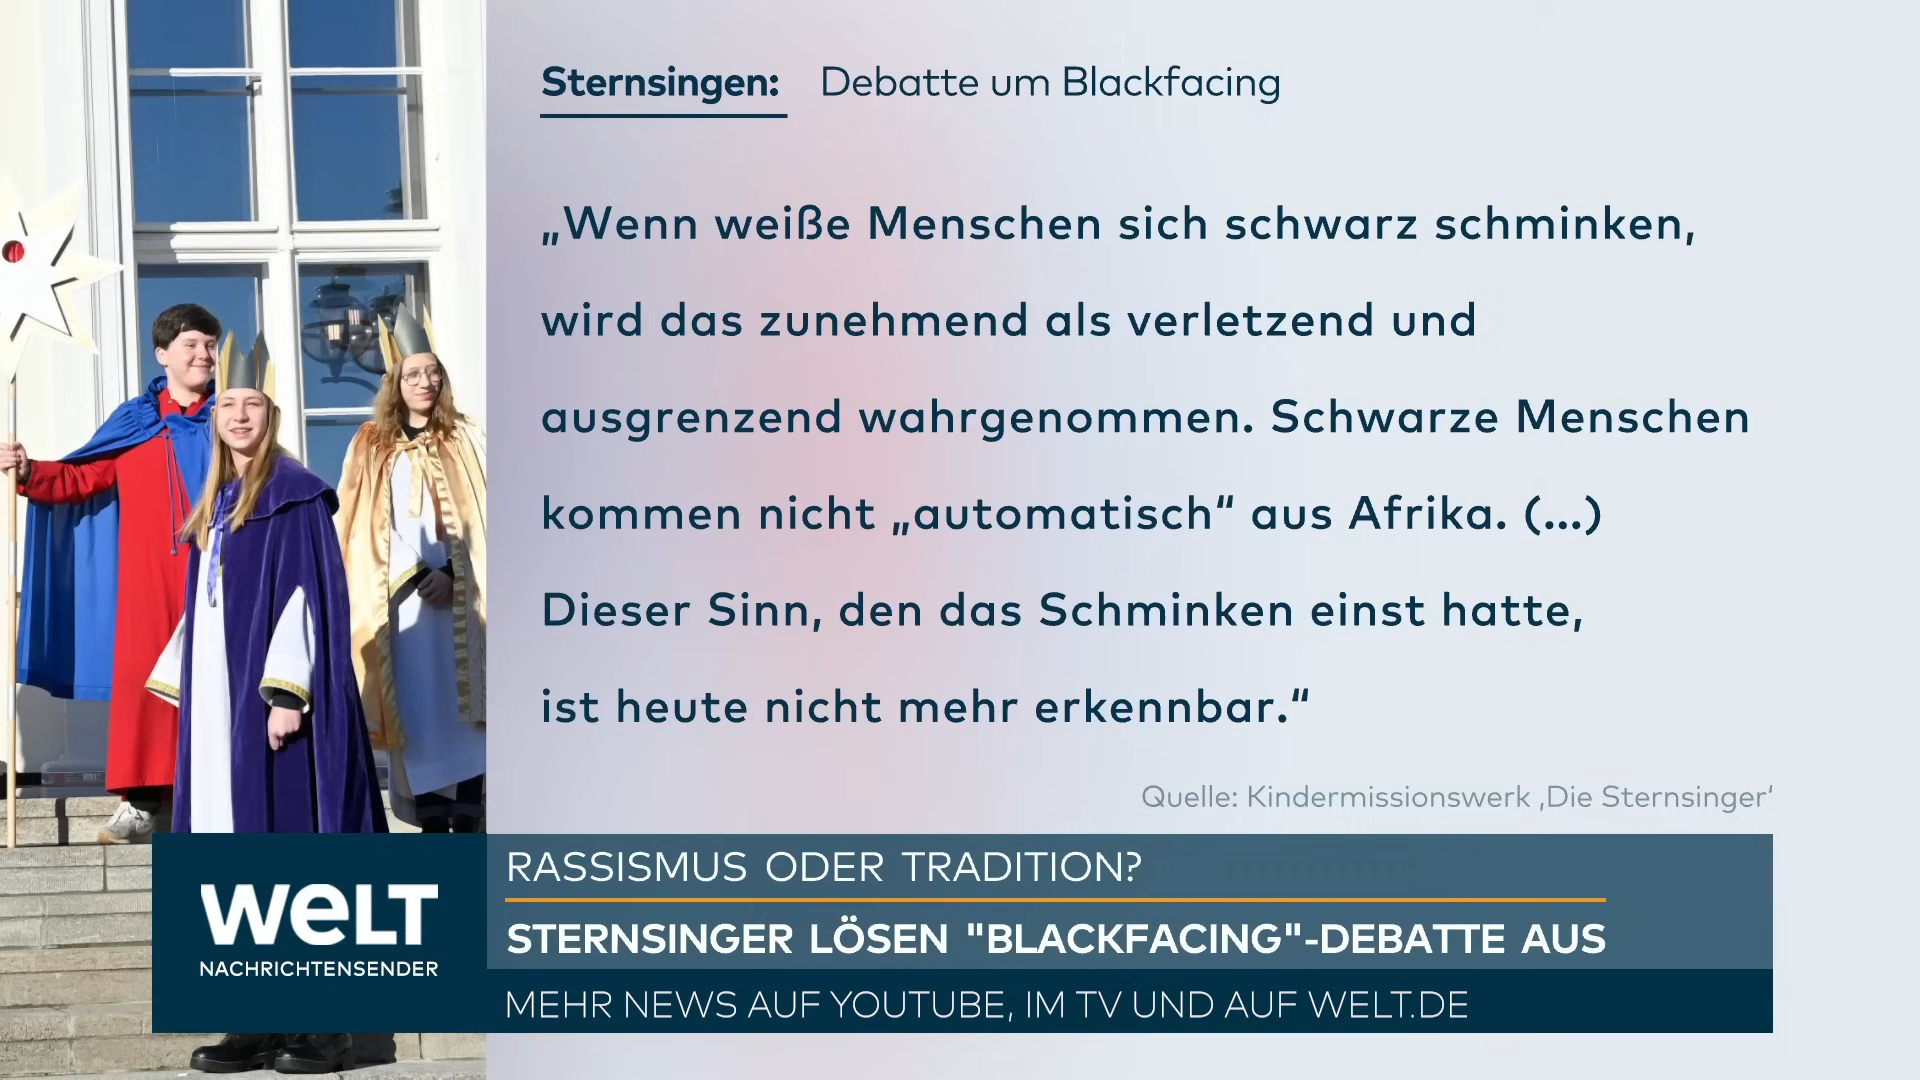 Sternsingen: Debatte um Blackfacing
„Wenn weiße Menschen sich schwarz schminken,
wird das zunehmend als verletzend und
ausgrenzend wahrgenommen. Schwarze Menschen
kommen nicht „automatisch“ aus Afrika. (...)
Dieser Sinn, den das Schminken einst hatte,
ist heute nicht mehr erkennbar.“
Quelle: Kindermissionswerk ‚Die Sternsinger‘
WELT
NACHRICHTENSENDER
RASSISMUS ODER TRADITION?
STERNSINGER LÖSEN "BLACKFACING"-DEBATTE AUS
MEHR NEWS AUF YOUTUBE, IM TV UND AUF WELT.DE